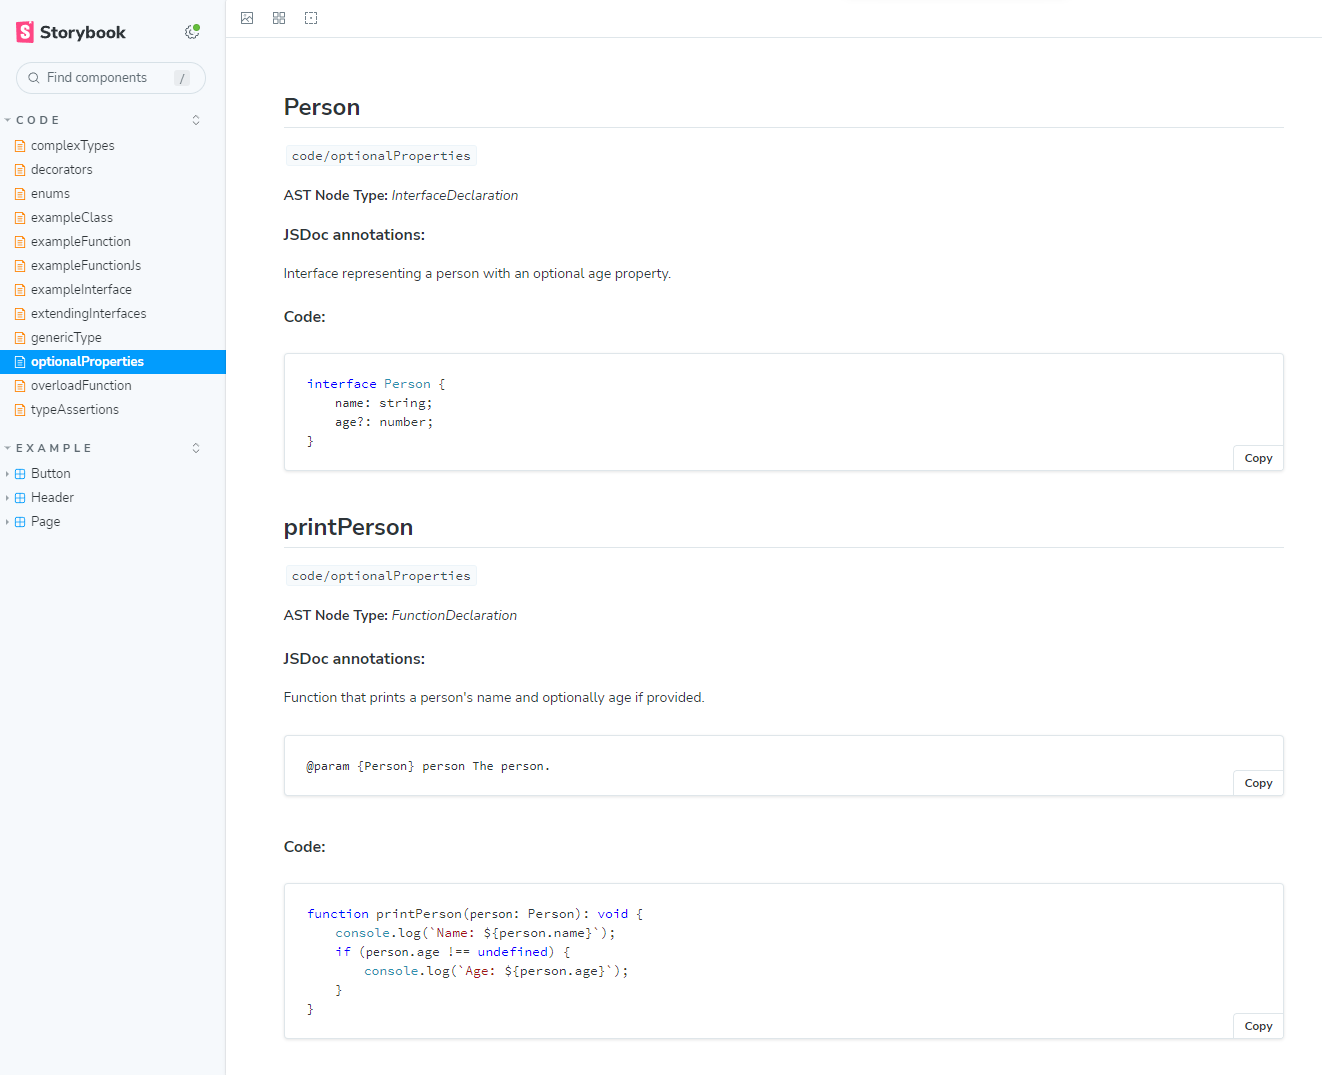 Storybook
Find components /
CODE
complexTypes
decorators
enums
exampleClass
exampleFunction
exampleFunctionJs
exampleInterface
extendingInterfaces
genericType
optionalProperties
overloadFunction
typeAssertions
EXAMPLE
Button
Header
Page
Person
code/optionalProperties
AST Node Type: InterfaceDeclaration
JSDoc annotations:
Interface representing a person with an optional age property.
Code:
interface Person {
    name: string;
    age?: number;
}
Copy
printPerson
code/optionalProperties
AST Node Type: FunctionDeclaration
JSDoc annotations:
Function that prints a person's name and optionally age if provided.
@param {Person} person The person.
Copy
Code:
function printPerson(person: Person): void {
    console.log(`Name: ${person.name}`);
    if (person.age !== undefined) {
        console.log(`Age: ${person.age}`);
    }
}
Copy